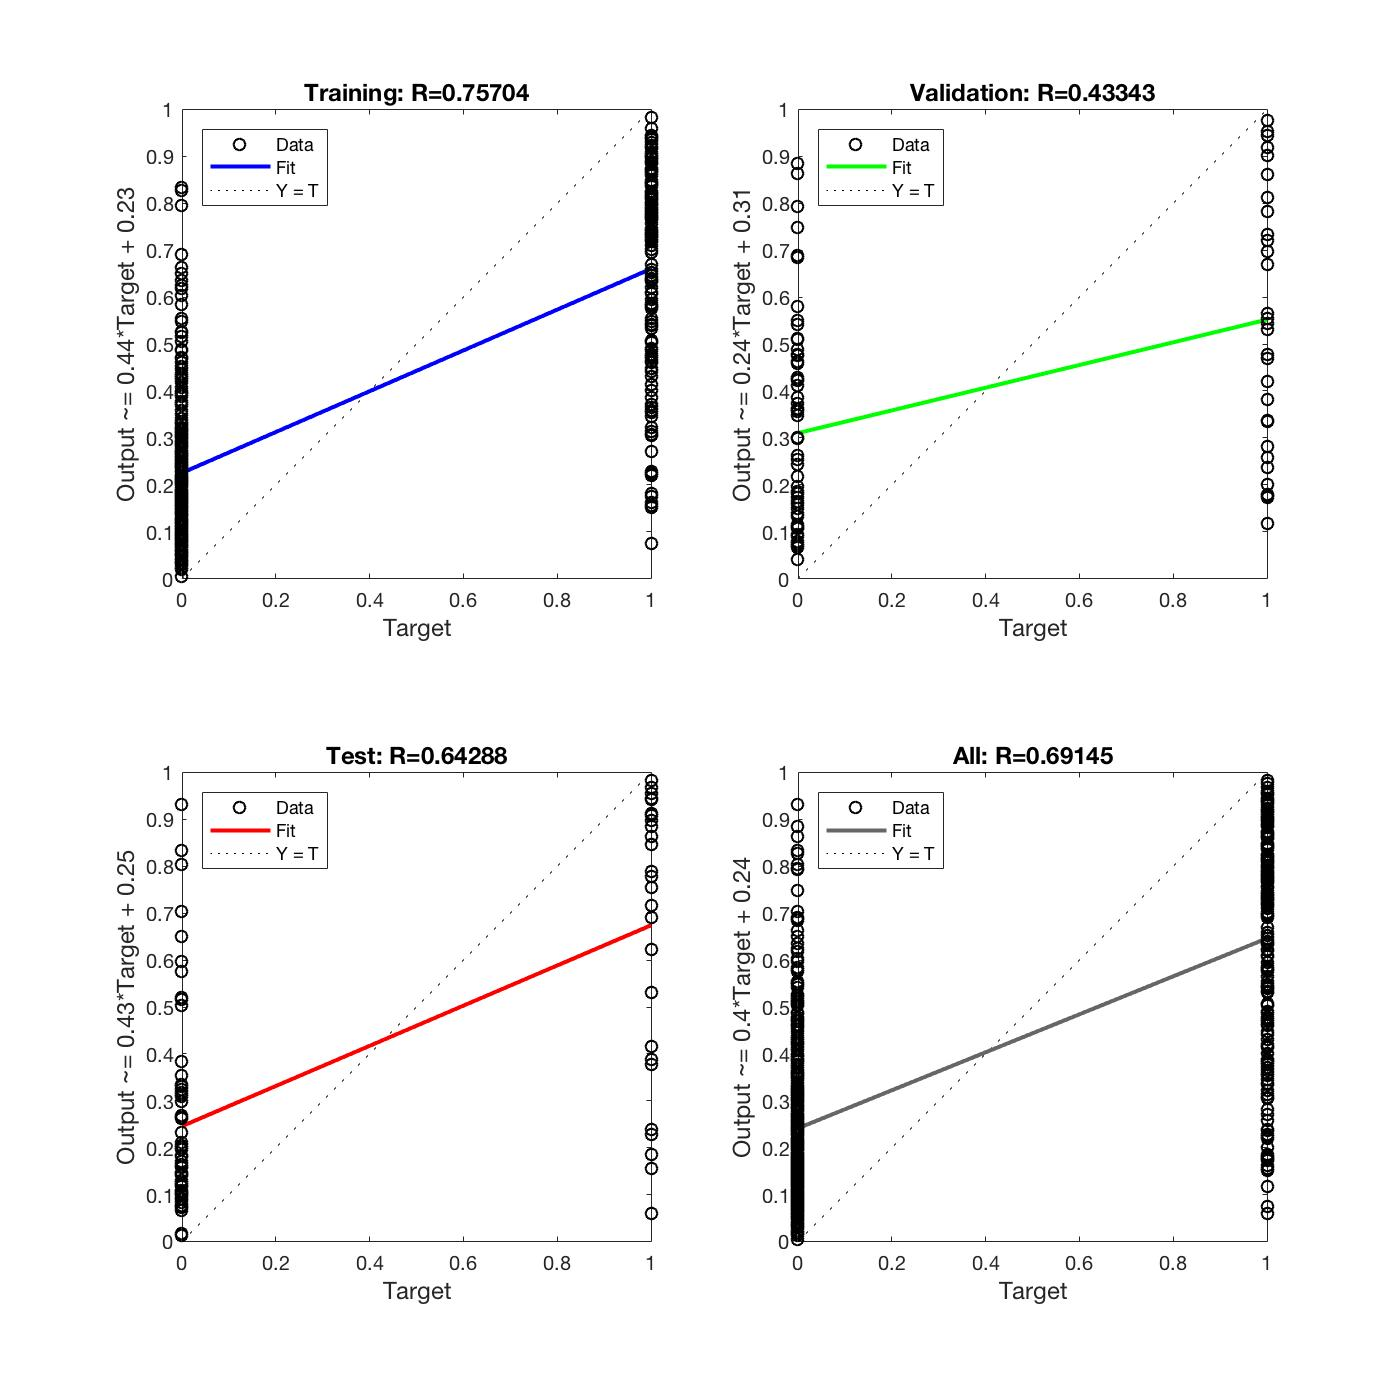 Training: R=0.75704
Output ~= 0.44*Target + 0.23
1
0.9
0.8
0.7
0.6
0.5
0.4
0.3
0.2
0.1
0
Data
Fit
Y = T
0 0.2 0.4 0.6 0.8 1
Target
Validation: R=0.43343
Output ~= 0.24*Target + 0.31
1
0.9
0.8
0.7
0.6
0.5
0.4
0.3
0.2
0.1
0
Data
Fit
Y = T
0 0.2 0.4 0.6 0.8 1
Target
Test: R=0.64288
Output ~= 0.43*Target + 0.25
1
0.9
0.8
0.7
0.6
0.5
0.4
0.3
0.2
0.1
0
Data
Fit
Y = T
0 0.2 0.4 0.6 0.8 1
Target
All: R=0.69145
Output ~= 0.4*Target + 0.24
1
0.9
0.8
0.7
0.6
0.5
0.4
0.3
0.2
0.1
0
Data
Fit
Y = T
0 0.2 0.4 0.6 0.8 1
Target